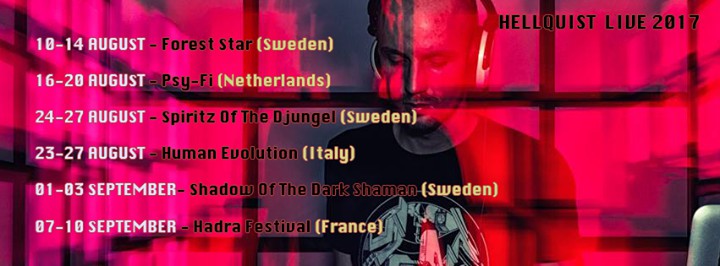 HELLQUIST LIVE 2017
10-14 AUGUST - Forest Star (Sweden)
16-20 AUGUST - Psy-Fi (Netherlands)
24-27 AUGUST - Spiritz Of The Djungel (Sweden)
23-27 AUGUST - Human Evolution (Italy)
01-03 SEPTEMBER- Shadow Of The Dark Shaman (Sweden)
07-10 SEPTEMBER - Hadra Festival (France)